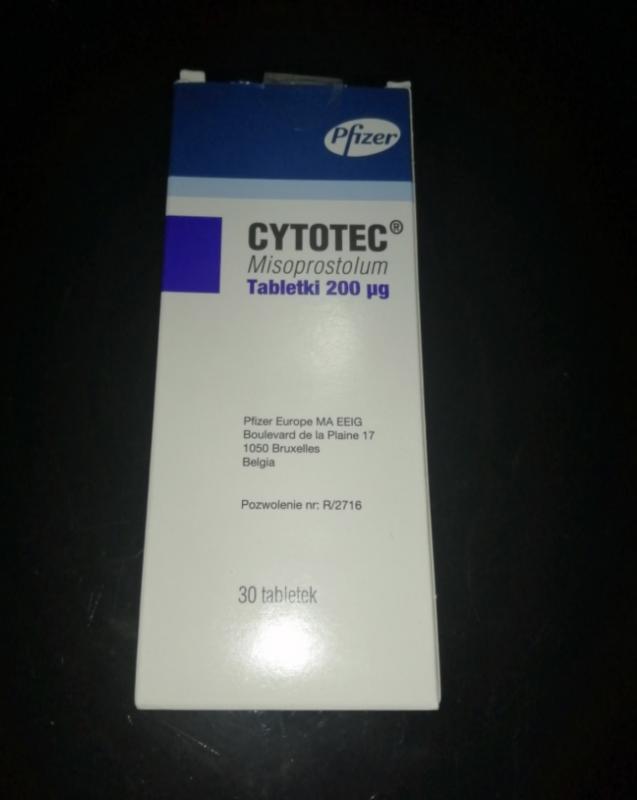 Pfizer
CYTOTEC®
Misoprostolum
Tabletki 200 µg
Pfizer Europe MA EEIG
Boulevard de la Plaine 17
1050 Bruxelles
Belgia
Pozwolenie nr: R/2716
30 tabletek